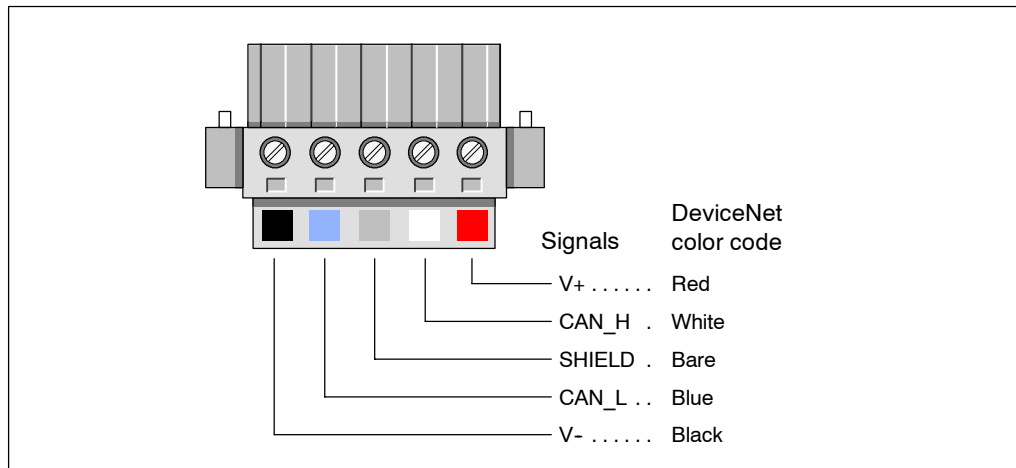 Signals
DeviceNet
color code
V+ . . . . . . Red
CAN_H . White
SHIELD . Bare
CAN_L . . Blue
V- . . . . . . Black